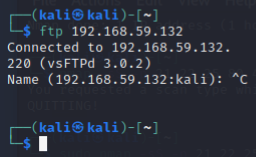 ┌──(kali㉿kali)-[~]
└─$ ftp 192.168.59.132
Connected to 192.168.59.132.
220 (vsFTPd 3.0.2)
Name (192.168.59.132:kali): ^C
┌──(kali㉿kali)-[~]
└─$